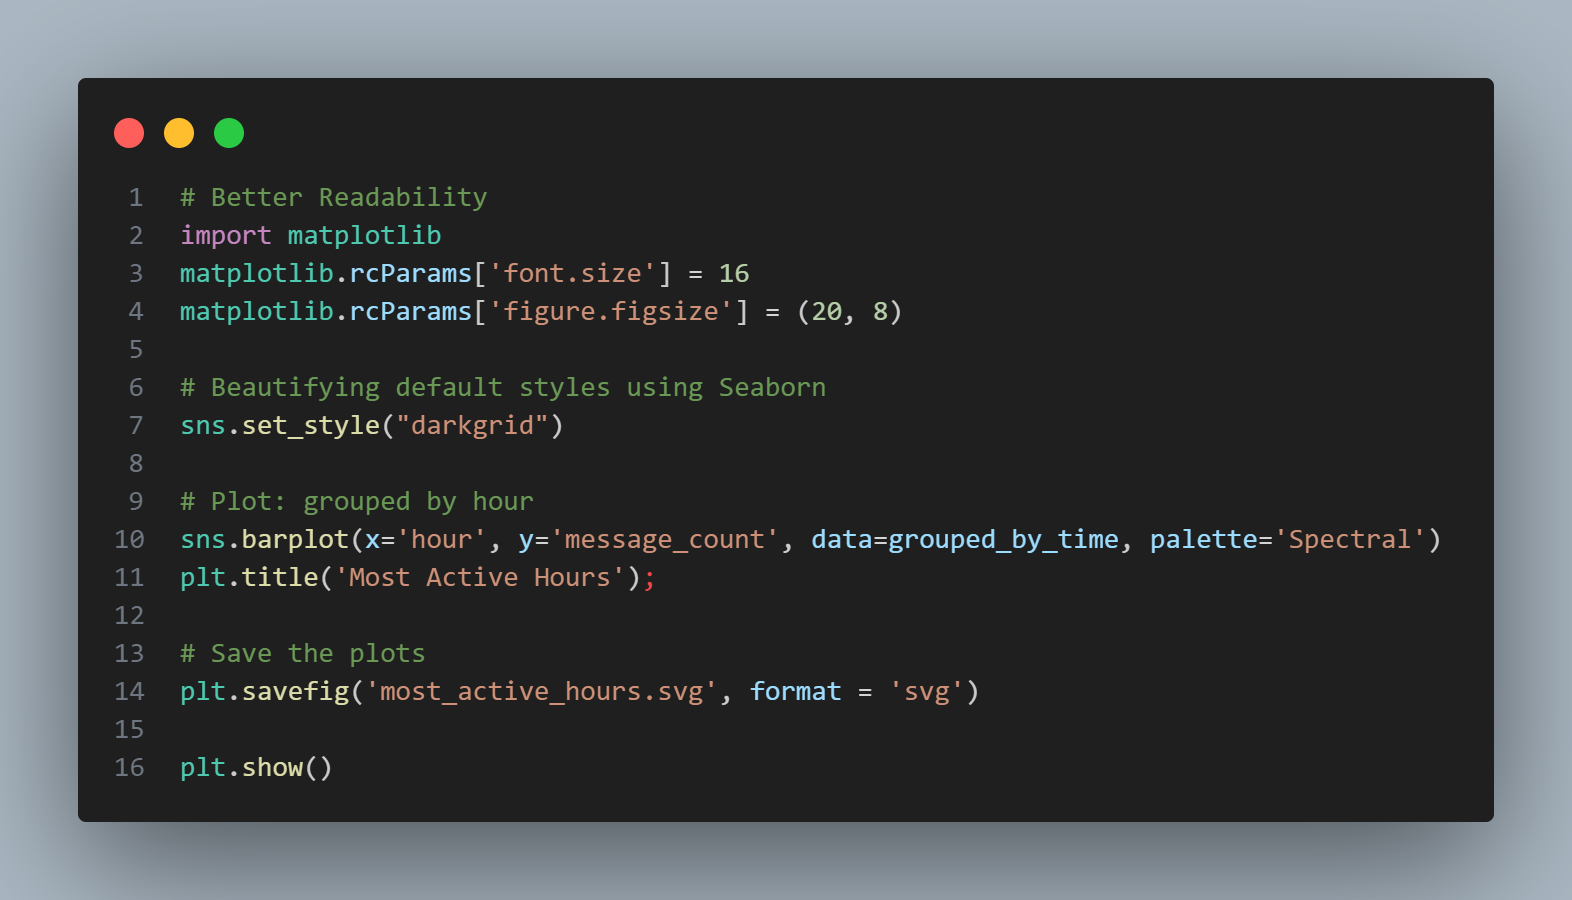 1 # Better Readability
2 import matplotlib
3 matplotlib.rcParams['font.size'] = 16
4 matplotlib.rcParams['figure.figsize'] = (20, 8)
5
6 # Beautifying default styles using Seaborn
7 sns.set_style("darkgrid")
8
9 # Plot: grouped by hour
10 sns.barplot(x='hour', y='message_count', data=grouped_by_time, palette='Spectral')
11 plt.title('Most Active Hours');
12
13 # Save the plots
14 plt.savefig('most_active_hours.svg', format = 'svg')
15
16 plt.show()